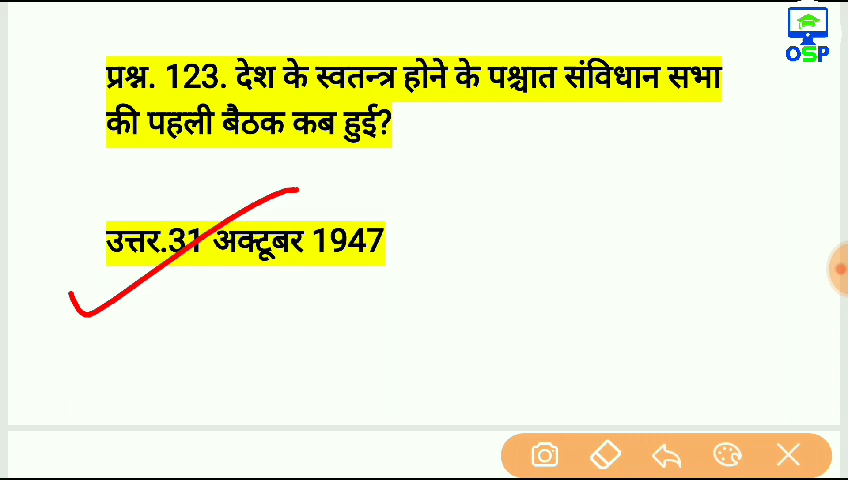 OSP
प्रश्न. 123. देश के स्वतन्त्र होने के पश्चात संविधान सभा
की पहली बैठक कब हुई?
उत्तर.31 अक्टूबर 1947